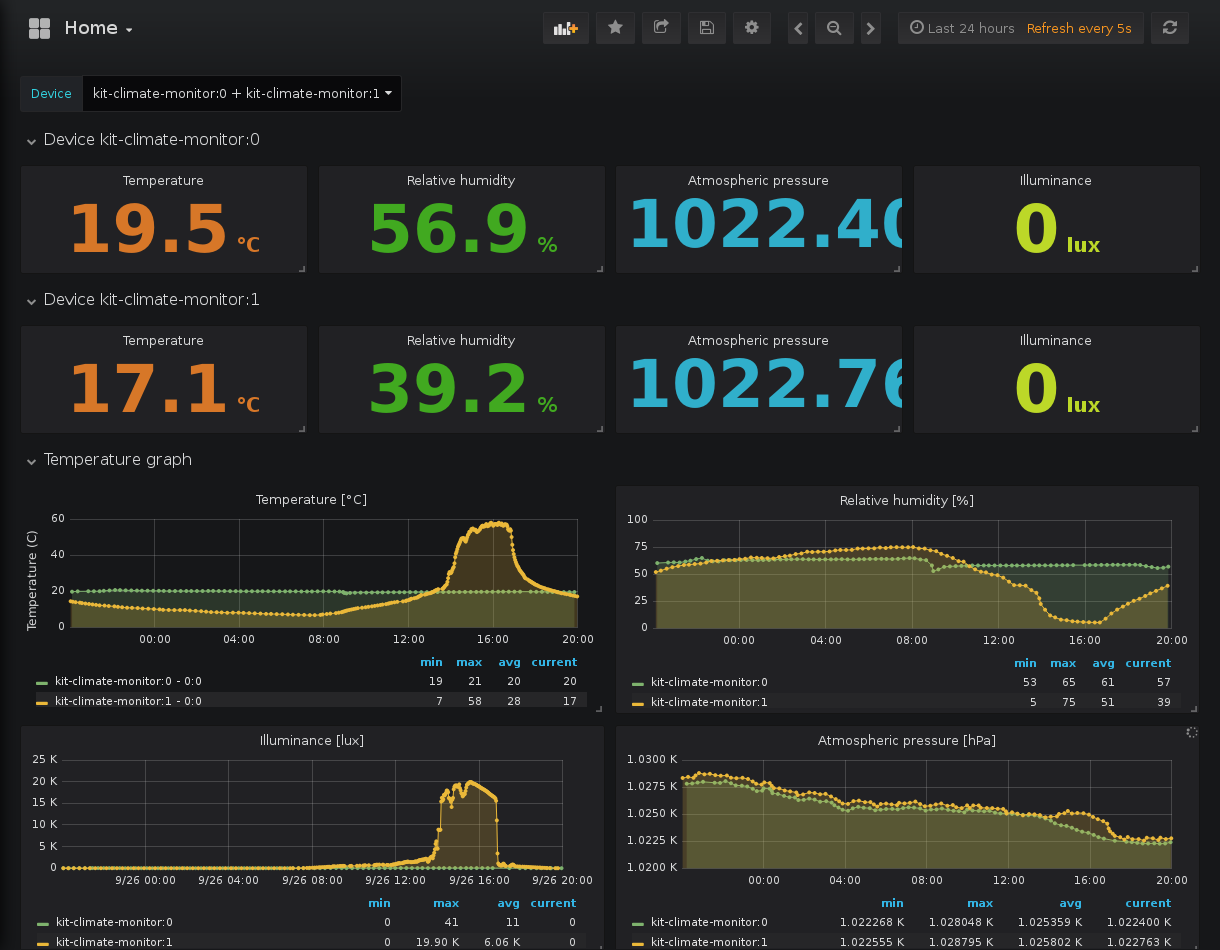 Home
Last 24 hours Refresh every 5s
Device kit-climate-monitor:0 + kit-climate-monitor:1
Device kit-climate-monitor:0
Temperature Relative humidity Atmospheric pressure Illuminance
19.5 °C 56.9 % 1022.40 0 lux
Device kit-climate-monitor:1
Temperature Relative humidity Atmospheric pressure Illuminance
17.1 °C 39.2 % 1022.76 0 lux
Temperature graph
Temperature [°C]
Temperature (C)
60
40
20
0
00:00 04:00 08:00 12:00 16:00 20:00
min max avg current
kit-climate-monitor:0 - 0:0 19 21 20 20
kit-climate-monitor:1 - 0:0 7 58 28 17
Relative humidity [%]
100
75
50
25
0
00:00 04:00 08:00 12:00 16:00 20:00
min max avg current
kit-climate-monitor:0 53 65 61 57
kit-climate-monitor:1 5 75 51 39
Illuminance [lux]
25 K
20 K
15 K
10 K
5 K
0
9/26 00:00 9/26 04:00 9/26 08:00 9/26 12:00 9/26 16:00 9/26 20:00
min max avg current
kit-climate-monitor:0 0 41 11 0
kit-climate-monitor:1 0 19.90 K 6.06 K 0
Atmospheric pressure [hPa]
1.0300 K
1.0275 K
1.0250 K
1.0225 K
1.0200 K
00:00 04:00 08:00 12:00 16:00 20:00
min max avg current
kit-climate-monitor:0 1.022268 K 1.028048 K 1.025359 K 1.022400 K
kit-climate-monitor:1 1.022555 K 1.028795 K 1.025802 K 1.022763 K